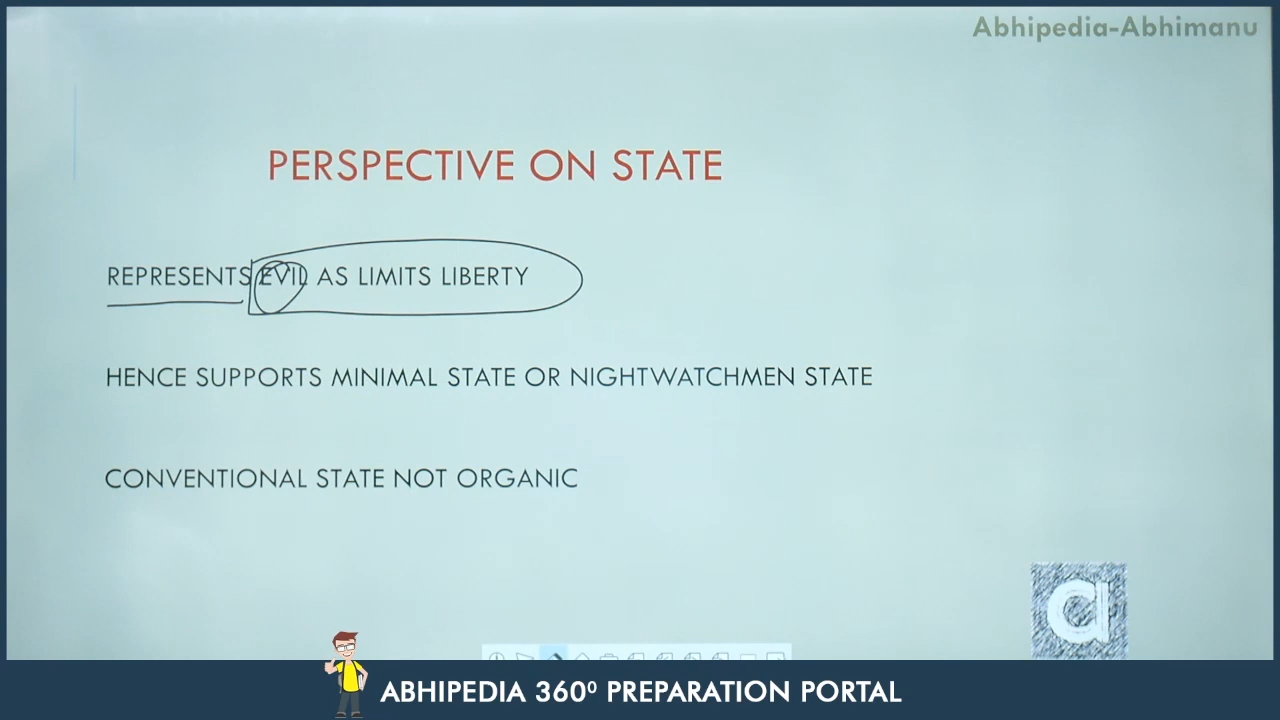 Abhipedia-Abhimanu
PERSPECTIVE ON STATE
REPRESENTS EVIL AS LIMITS LIBERTY
HENCE SUPPORTS MINIMAL STATE OR NIGHTWATCHMEN STATE
CONVENTIONAL STATE NOT ORGANIC
a
ABHIPEDIA 360⁰ PREPARATION PORTAL